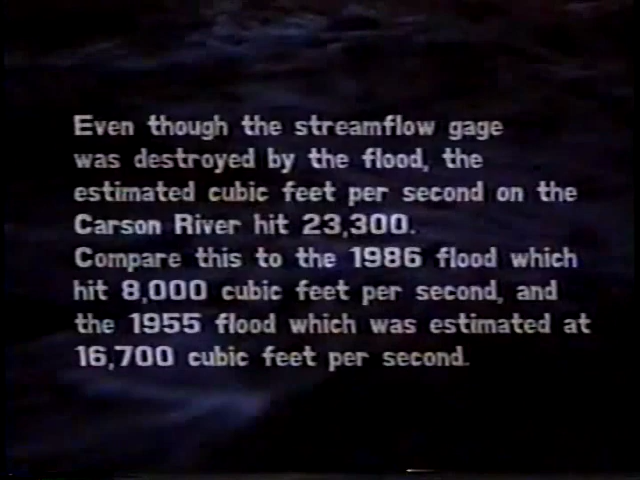 Even though the streamflow gage
was destroyed by the flood, the
estimated cubic feet per second on the
Carson River hit 23,300.
Compare this to the 1986 flood which
hit 8,000 cubic feet per second, and
the 1955 flood which was estimated at
16,700 cubic feet per second.